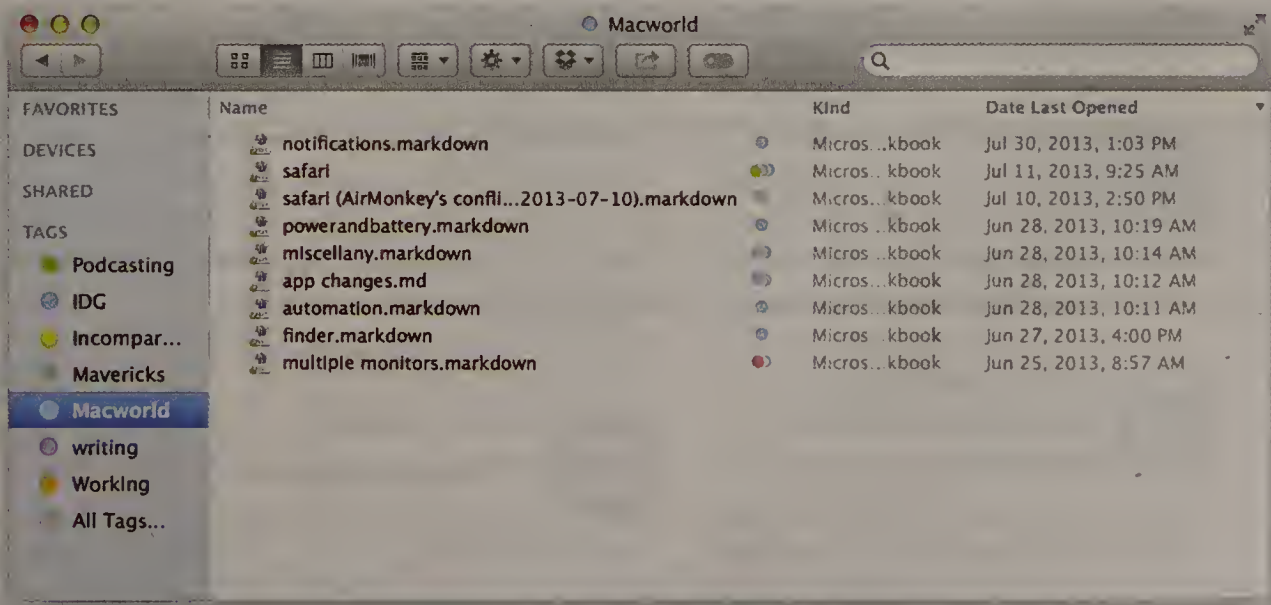 Macworld
FAVORITES
DEVICES
SHARED
TAGS
Podcasting
IDG
Incompar...
Mavericks
Macworld
writing
Working
All Tags...
Name Kind Date Last Opened
notifications.markdown Micros...kbook Jul 30, 2013, 1:03 PM
safari Micros...kbook Jul 11, 2013, 9:25 AM
safari (AirMonkey's confli...2013-07-10).markdown Micros...kbook Jul 10, 2013, 2:50 PM
powerandbattery.markdown Micros...kbook Jun 28, 2013, 10:19 AM
miscellany.markdown Micros...kbook Jun 28, 2013, 10:14 AM
app changes.md Micros...kbook Jun 28, 2013, 10:12 AM
automation.markdown Micros...kbook Jun 28, 2013, 10:11 AM
finder.markdown Micros...kbook Jun 27, 2013, 4:00 PM
multiple monitors.markdown Micros...kbook Jun 25, 2013, 8:57 AM